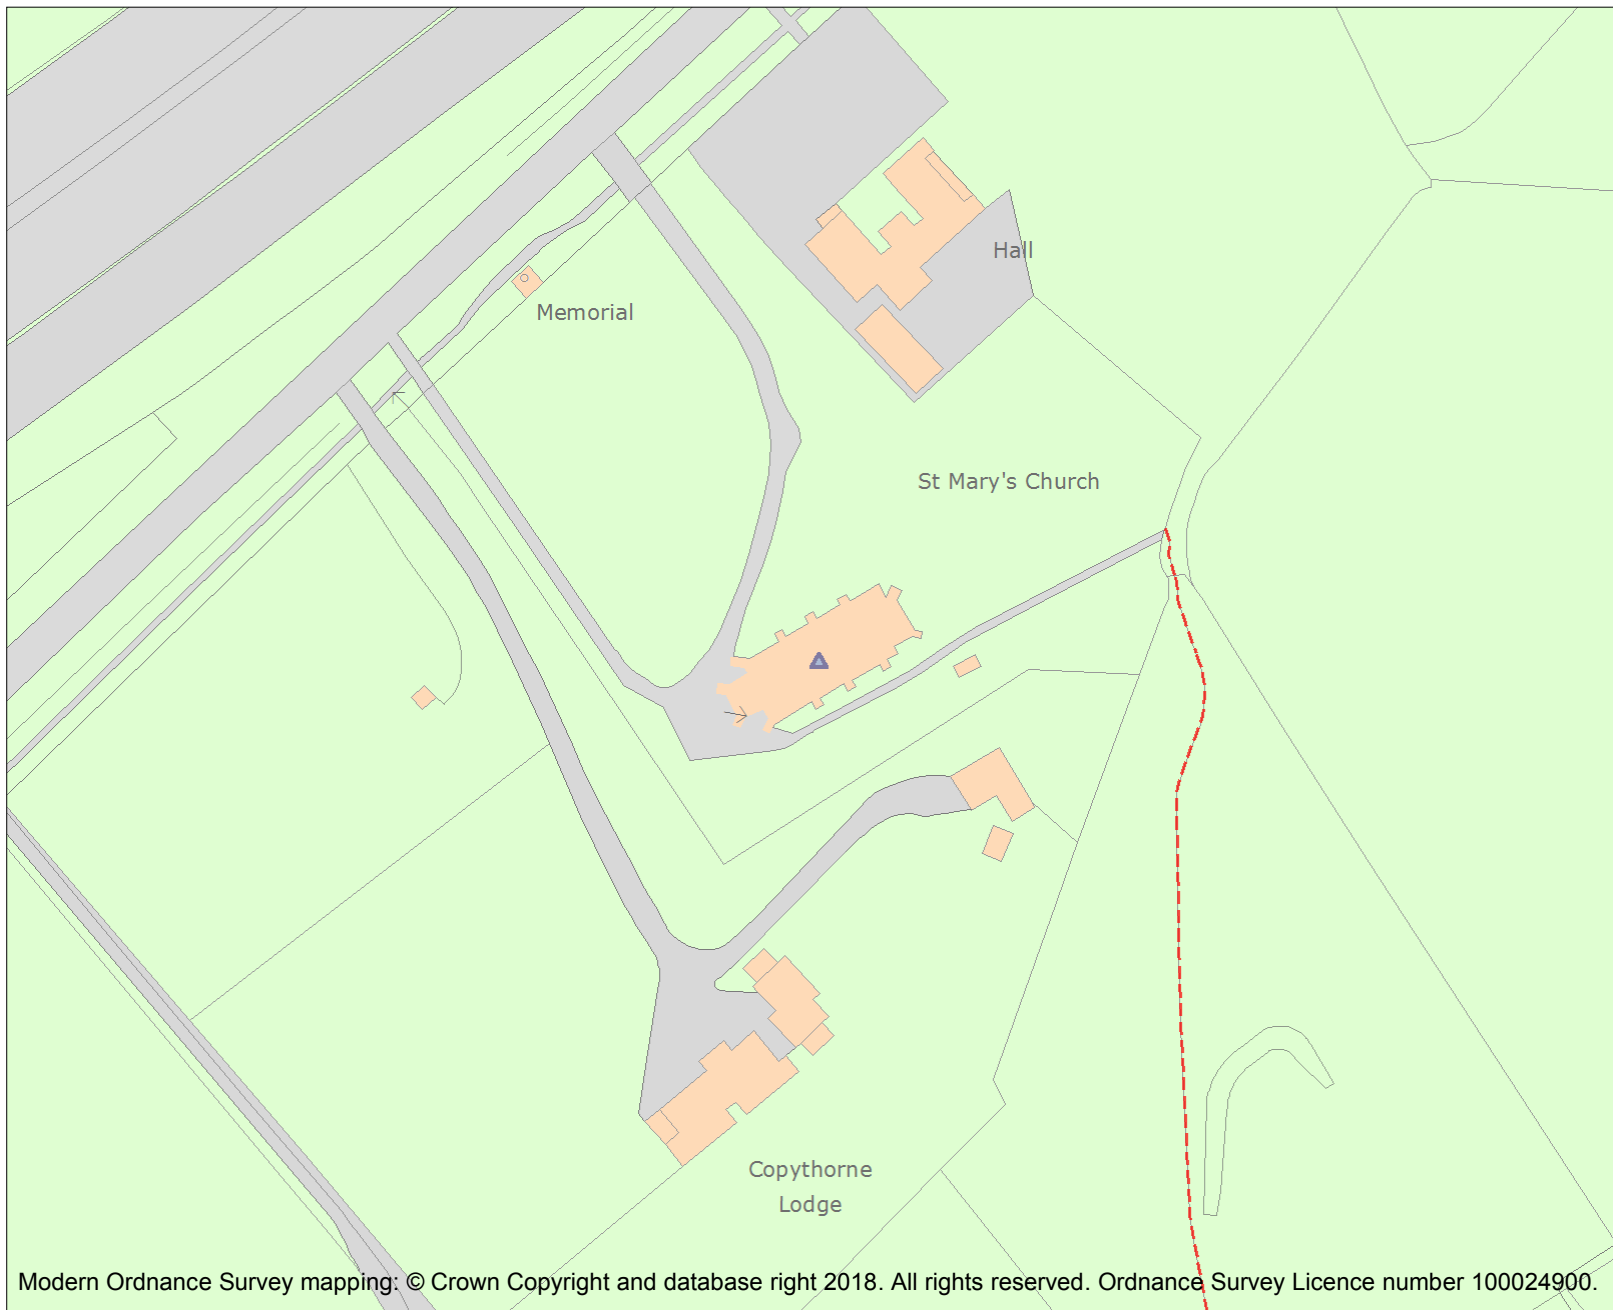 Hall
Memorial
St Mary's Church
Copythorne
Lodge
Modern Ordnance Survey mapping: © Crown Copyright and database right 2018. All rights reserved. Ordnance Survey Licence number 100024900.